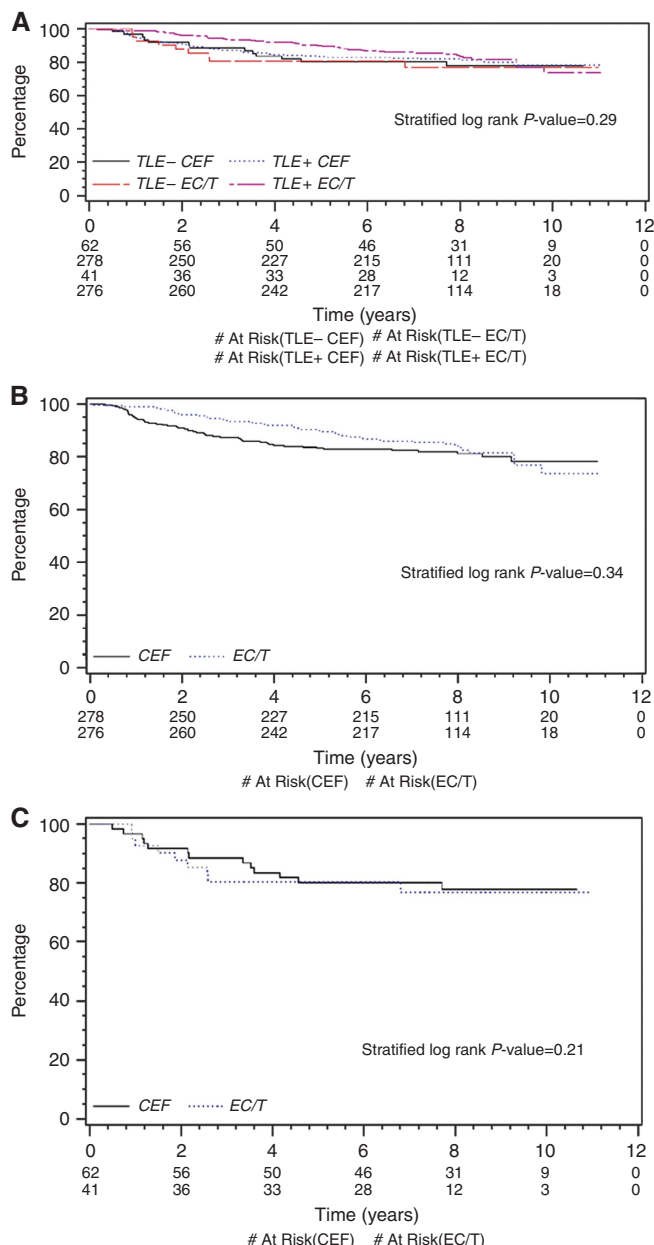 A
100
80
60
40
20
0
Percentage
Stratified log rank P-value=0.29
TLE– CEF TLE+ CEF
TLE– EC/T TLE+ EC/T
0 2 4 6 8 10 12
62 56 50 46 31 9 0
278 250 227 215 111 20 0
41 36 33 28 12 3 0
276 260 242 217 114 18 0
Time (years)
# At Risk(TLE– CEF) # At Risk(TLE– EC/T)
# At Risk(TLE+ CEF) # At Risk(TLE+ EC/T)
B
100
80
60
40
20
0
Percentage
Stratified log rank P-value=0.34
CEF EC/T
0 2 4 6 8 10 12
278 250 227 215 111 20 0
276 260 242 217 114 18 0
Time (years)
# At Risk(CEF) # At Risk(EC/T)
C
100
80
60
40
20
0
Percentage
Stratified log rank P-value=0.21
CEF EC/T
0 2 4 6 8 10 12
62 56 50 46 31 9 0
41 36 33 28 12 3 0
Time (years)
# At Risk(CEF) # At Risk(EC/T)